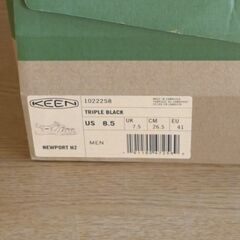 KEEN
1022258
TRIPLE BLACK
US 8.5
UK
7.5
CM
26.5
EU
41
NEWPORT H2
MEN